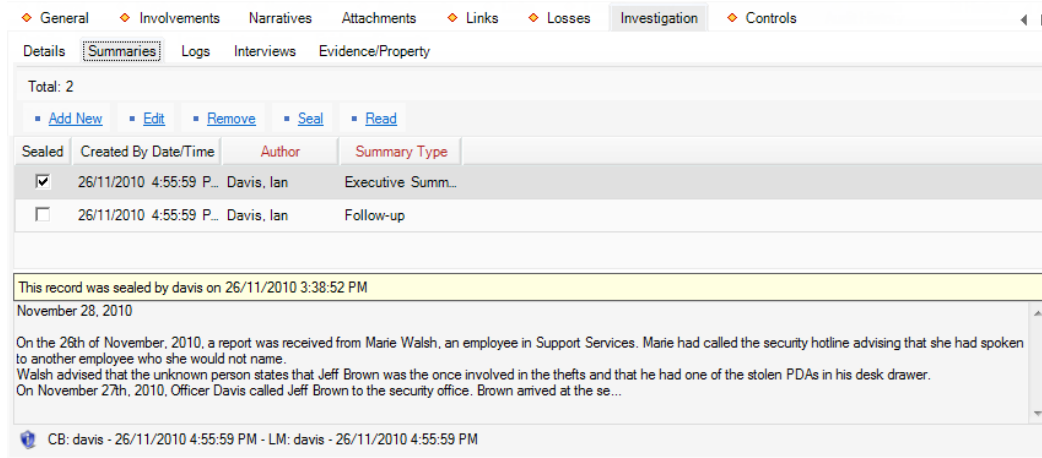 General Involvements Narratives Attachments Links Losses Investigation Controls
Details Summaries Logs Interviews Evidence/Property
Total: 2
Add New Edit Remove Seal Read
Sealed Created By Date/Time Author Summary Type
26/11/2010 4:55:59 P... Davis, Ian Executive Summ...
26/11/2010 4:55:59 P... Davis, Ian Follow-up
This record was sealed by davis on 26/11/2010 3:38:52 PM
November 28, 2010
On the 26th of November, 2010, a report was received from Marie Walsh, an employee in Support Services. Marie had called the security hotline advising that she had spoken
to another employee who she would not name.
Walsh advised that the unknown person states that Jeff Brown was the once involved in the thefts and that he had one of the stolen PDAs in his desk drawer.
On November 27th, 2010, Officer Davis called Jeff Brown to the security office. Brown arrived at the se...
CB: davis - 26/11/2010 4:55:59 PM - LM: davis - 26/11/2010 4:55:59 PM